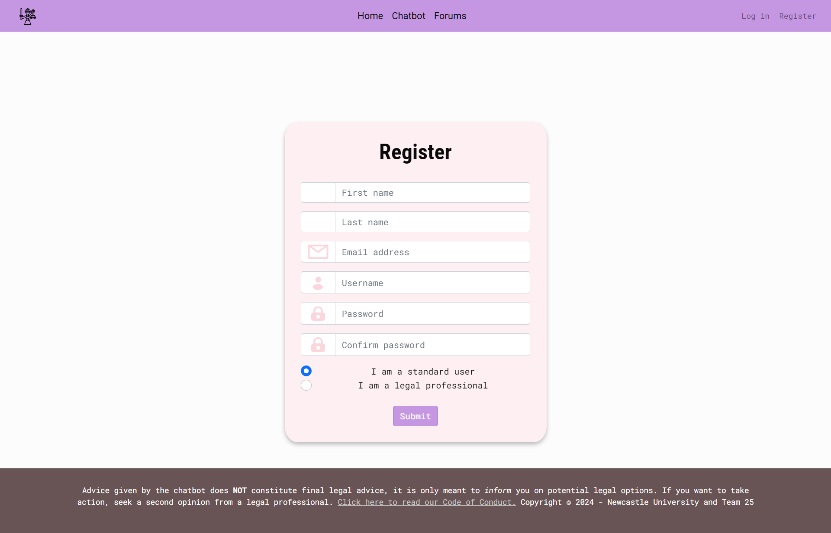 Home Chatbot Forums Log in Register
Register
First name
Last name
Email address
Username
Password
Confirm password
I am a standard user
I am a legal professional
Submit
Advice given by the chatbot does NOT constitute final legal advice, it is only meant to inform you on potential legal options. If you want to take
action, seek a second opinion from a legal professional. Click here to read our Code of Conduct. Copyright © 2024 - Newcastle University and Team 25